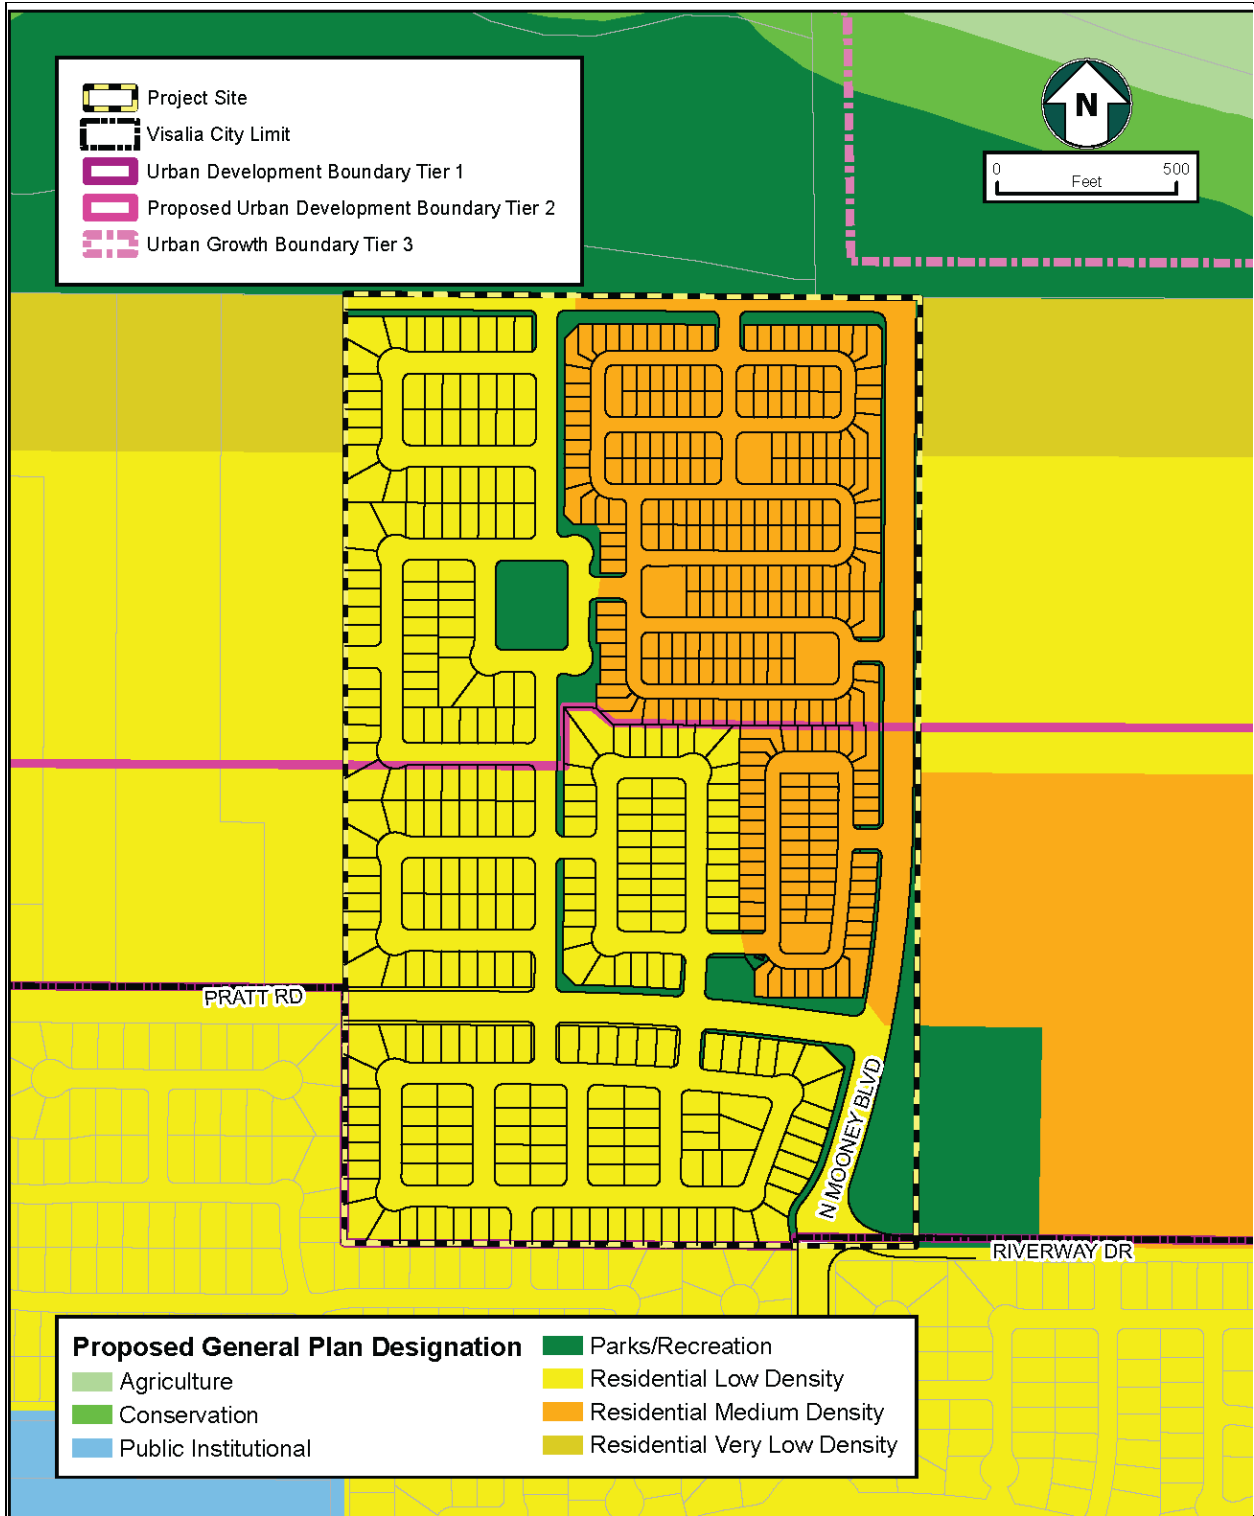 Project Site
Visalia City Limit
Urban Development Boundary Tier 1
Proposed Urban Development Boundary Tier 2
Urban Growth Boundary Tier 3
N
0 500
Feet
PRATT RD
N MOONEY BLVD
RIVERWAY DR
Proposed General Plan Designation
Agriculture
Conservation
Public Institutional
Parks/Recreation
Residential Low Density
Residential Medium Density
Residential Very Low Density